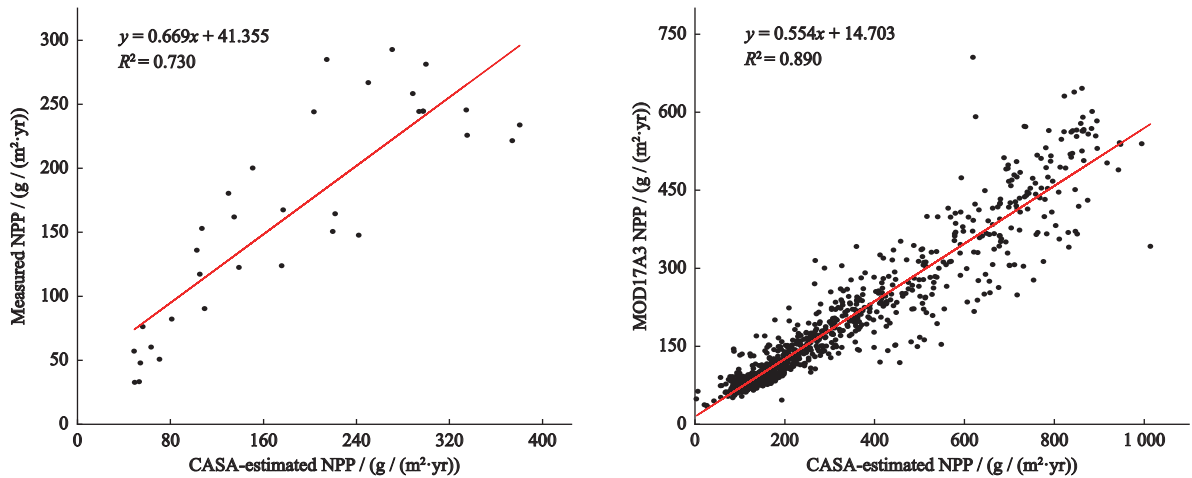 y = 0.669x + 41.355
R² = 0.730
300
250
200
150
100
50
0
0 80 160 240 320 400
Measured NPP / (g / (m²·yr))
CASA-estimated NPP / (g / (m²·yr))
y = 0.554x + 14.703
R² = 0.890
750
600
450
300
150
0
0 200 400 600 800 1 000
MOD17A3 NPP / (g / (m²·yr))
CASA-estimated NPP / (g / (m²·yr))